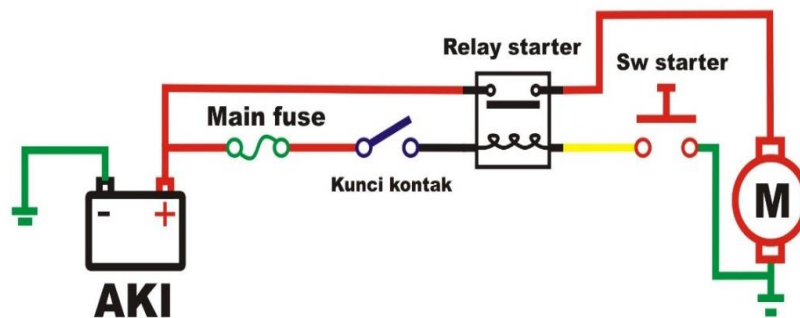 Relay starter
Sw starter
Main fuse
Kunci kontak
- +
M
AKI